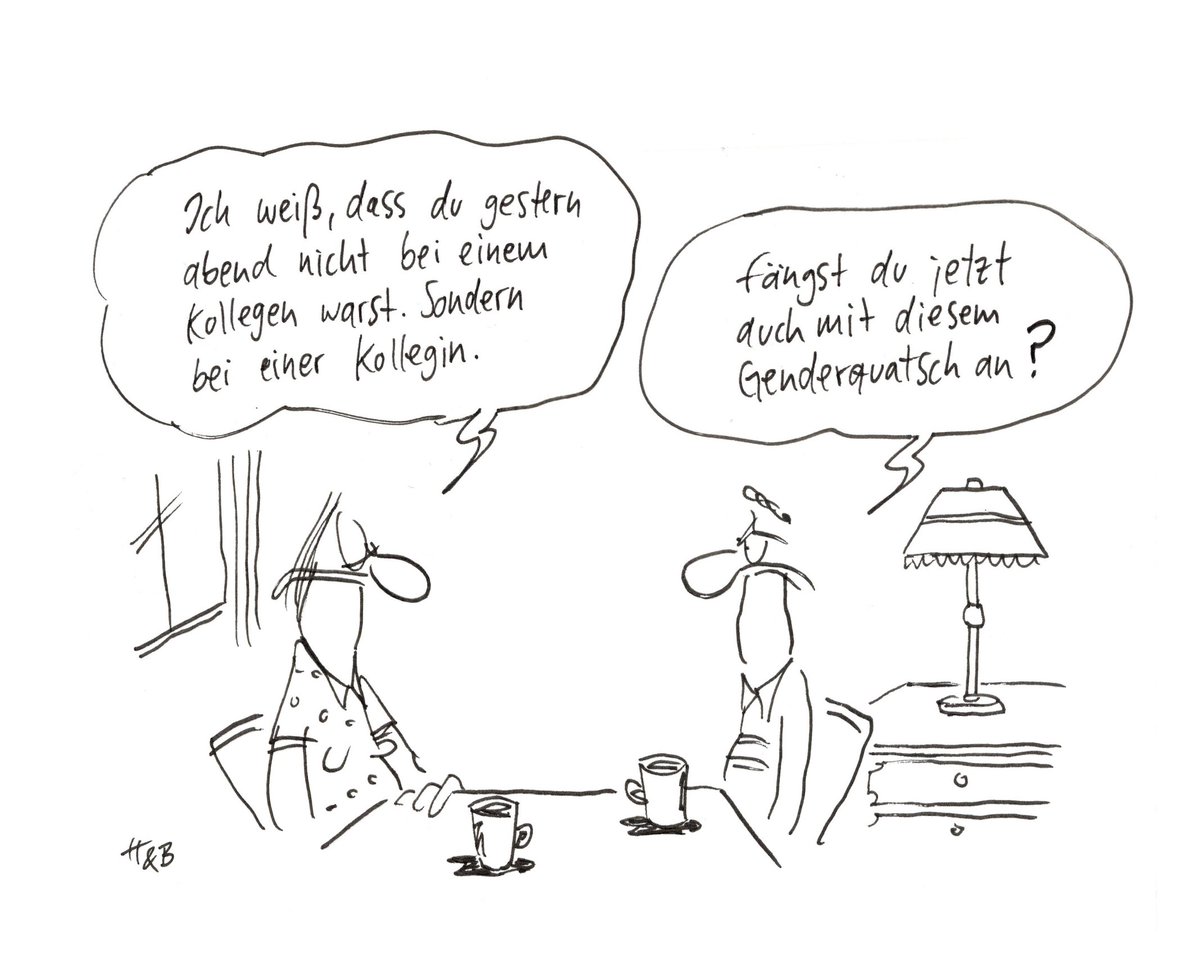 Ich weiß, dass du gestern
abend nicht bei einem
Kollegen warst. Sondern
bei einer Kollegin.
Fängst du jetzt
auch mit diesem
Genderquatsch an?
H&B